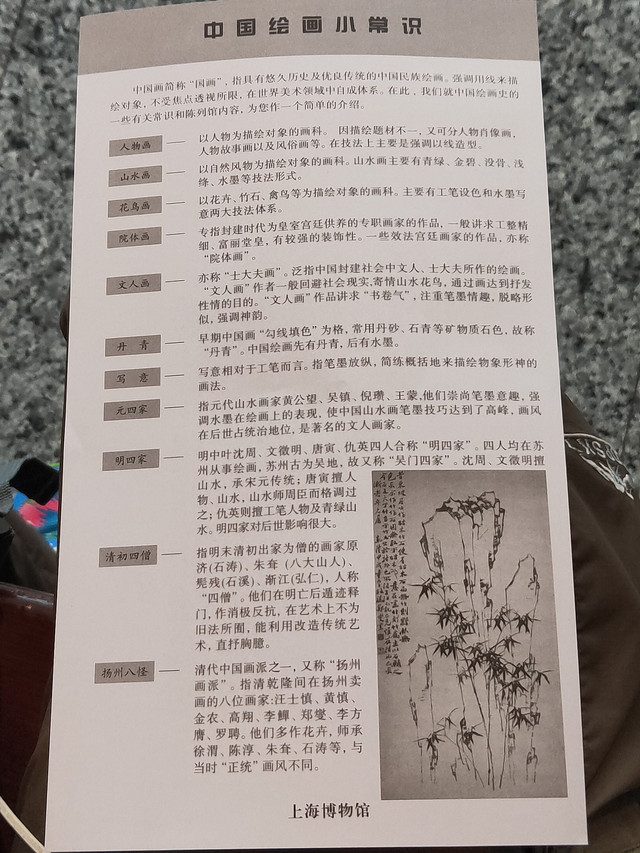 中国绘画小常识
中国画简称“国画”，指具有悠久历史及优良传统的中国民族绘画。强调用线来描
绘对象，不受焦点透视所限，在世界美术领域中自成体系。在此，我们就中国绘画史的
一些有关常识和陈列馆内容，为您作一个简单的介绍。
人物画
以人物为描绘对象的画科。 因描绘题材不一，又可分人物肖像画，
人物故事画以及风俗画等。在技法上主要是强调以线造型。
山水画
以自然风物为描绘对象的画科。山水画主要有青绿、金碧、没骨、浅
绛、水墨等技法形式。
花鸟画
以花卉、竹石、禽鸟等为描绘对象的画科。主要有工笔设色和水墨写
意两大技法体系。
院体画
专指封建时代为皇室宫廷供养的专职画家的作品，一般讲求工整精
细、富丽堂皇，有较强的装饰性。一些效法宫廷画家的作品，亦称
“院体画”。
文人画
亦称“士大夫画”。泛指中国封建社会中文人、士大夫所作的绘画。
“文人画”作者一般回避社会现实,寄情山水花鸟，通过画达到抒发
性情的目的。“文人画”作品讲求“书卷气”，注重笔墨情趣，脱略形
似，强调神韵。
丹 青
早期中国画“勾线填色”为格，常用丹砂、石青等矿物质石色，故称
“丹青”。中国绘画先有丹青，后有水墨。
写 意
写意相对于工笔而言。指笔墨放纵，简练概括地来描绘物象形神的
画法。
元四家
指元代山水画家黄公望、吴镇、倪瓒、王蒙,他们崇尚笔墨意趣，强
调水墨在绘画上的表现，使中国山水画笔墨技巧达到了高峰，画风
在后世占统治地位，是著名的文人画家。
明四家
明中叶沈周、文徵明、唐寅、仇英四人合称“明四家”。四人均在苏
州从事绘画，苏州古为吴地，故又称“吴门四家”。沈周、文徵明擅
山水，承宋元传统；唐寅擅人
物、山水，山水师周臣而格调过
之；仇英则擅工笔人物及青绿山
水。明四家对后世影响很大。
清初四僧
指明末清初出家为僧的画家原
济(石涛)、朱耷（八大山人）、
髡残(石溪)、渐江(弘仁)，人称
“四僧”。他们在明亡后遁迹释
门，作消极反抗，在艺术上不为
旧法所囿，能利用改造传统艺
术，直抒胸臆。
扬州八怪
清代中国画派之一，又称“扬州
画派”。指清乾隆间在扬州卖
画的八位画家:汪士慎、黄慎，
金农、高翔、李鱓、郑燮、李方
膺、罗聘。他们多作花卉，师承
徐渭、陈淳、朱耷、石涛等，与
当时“正统”画风不同。
上海博物馆